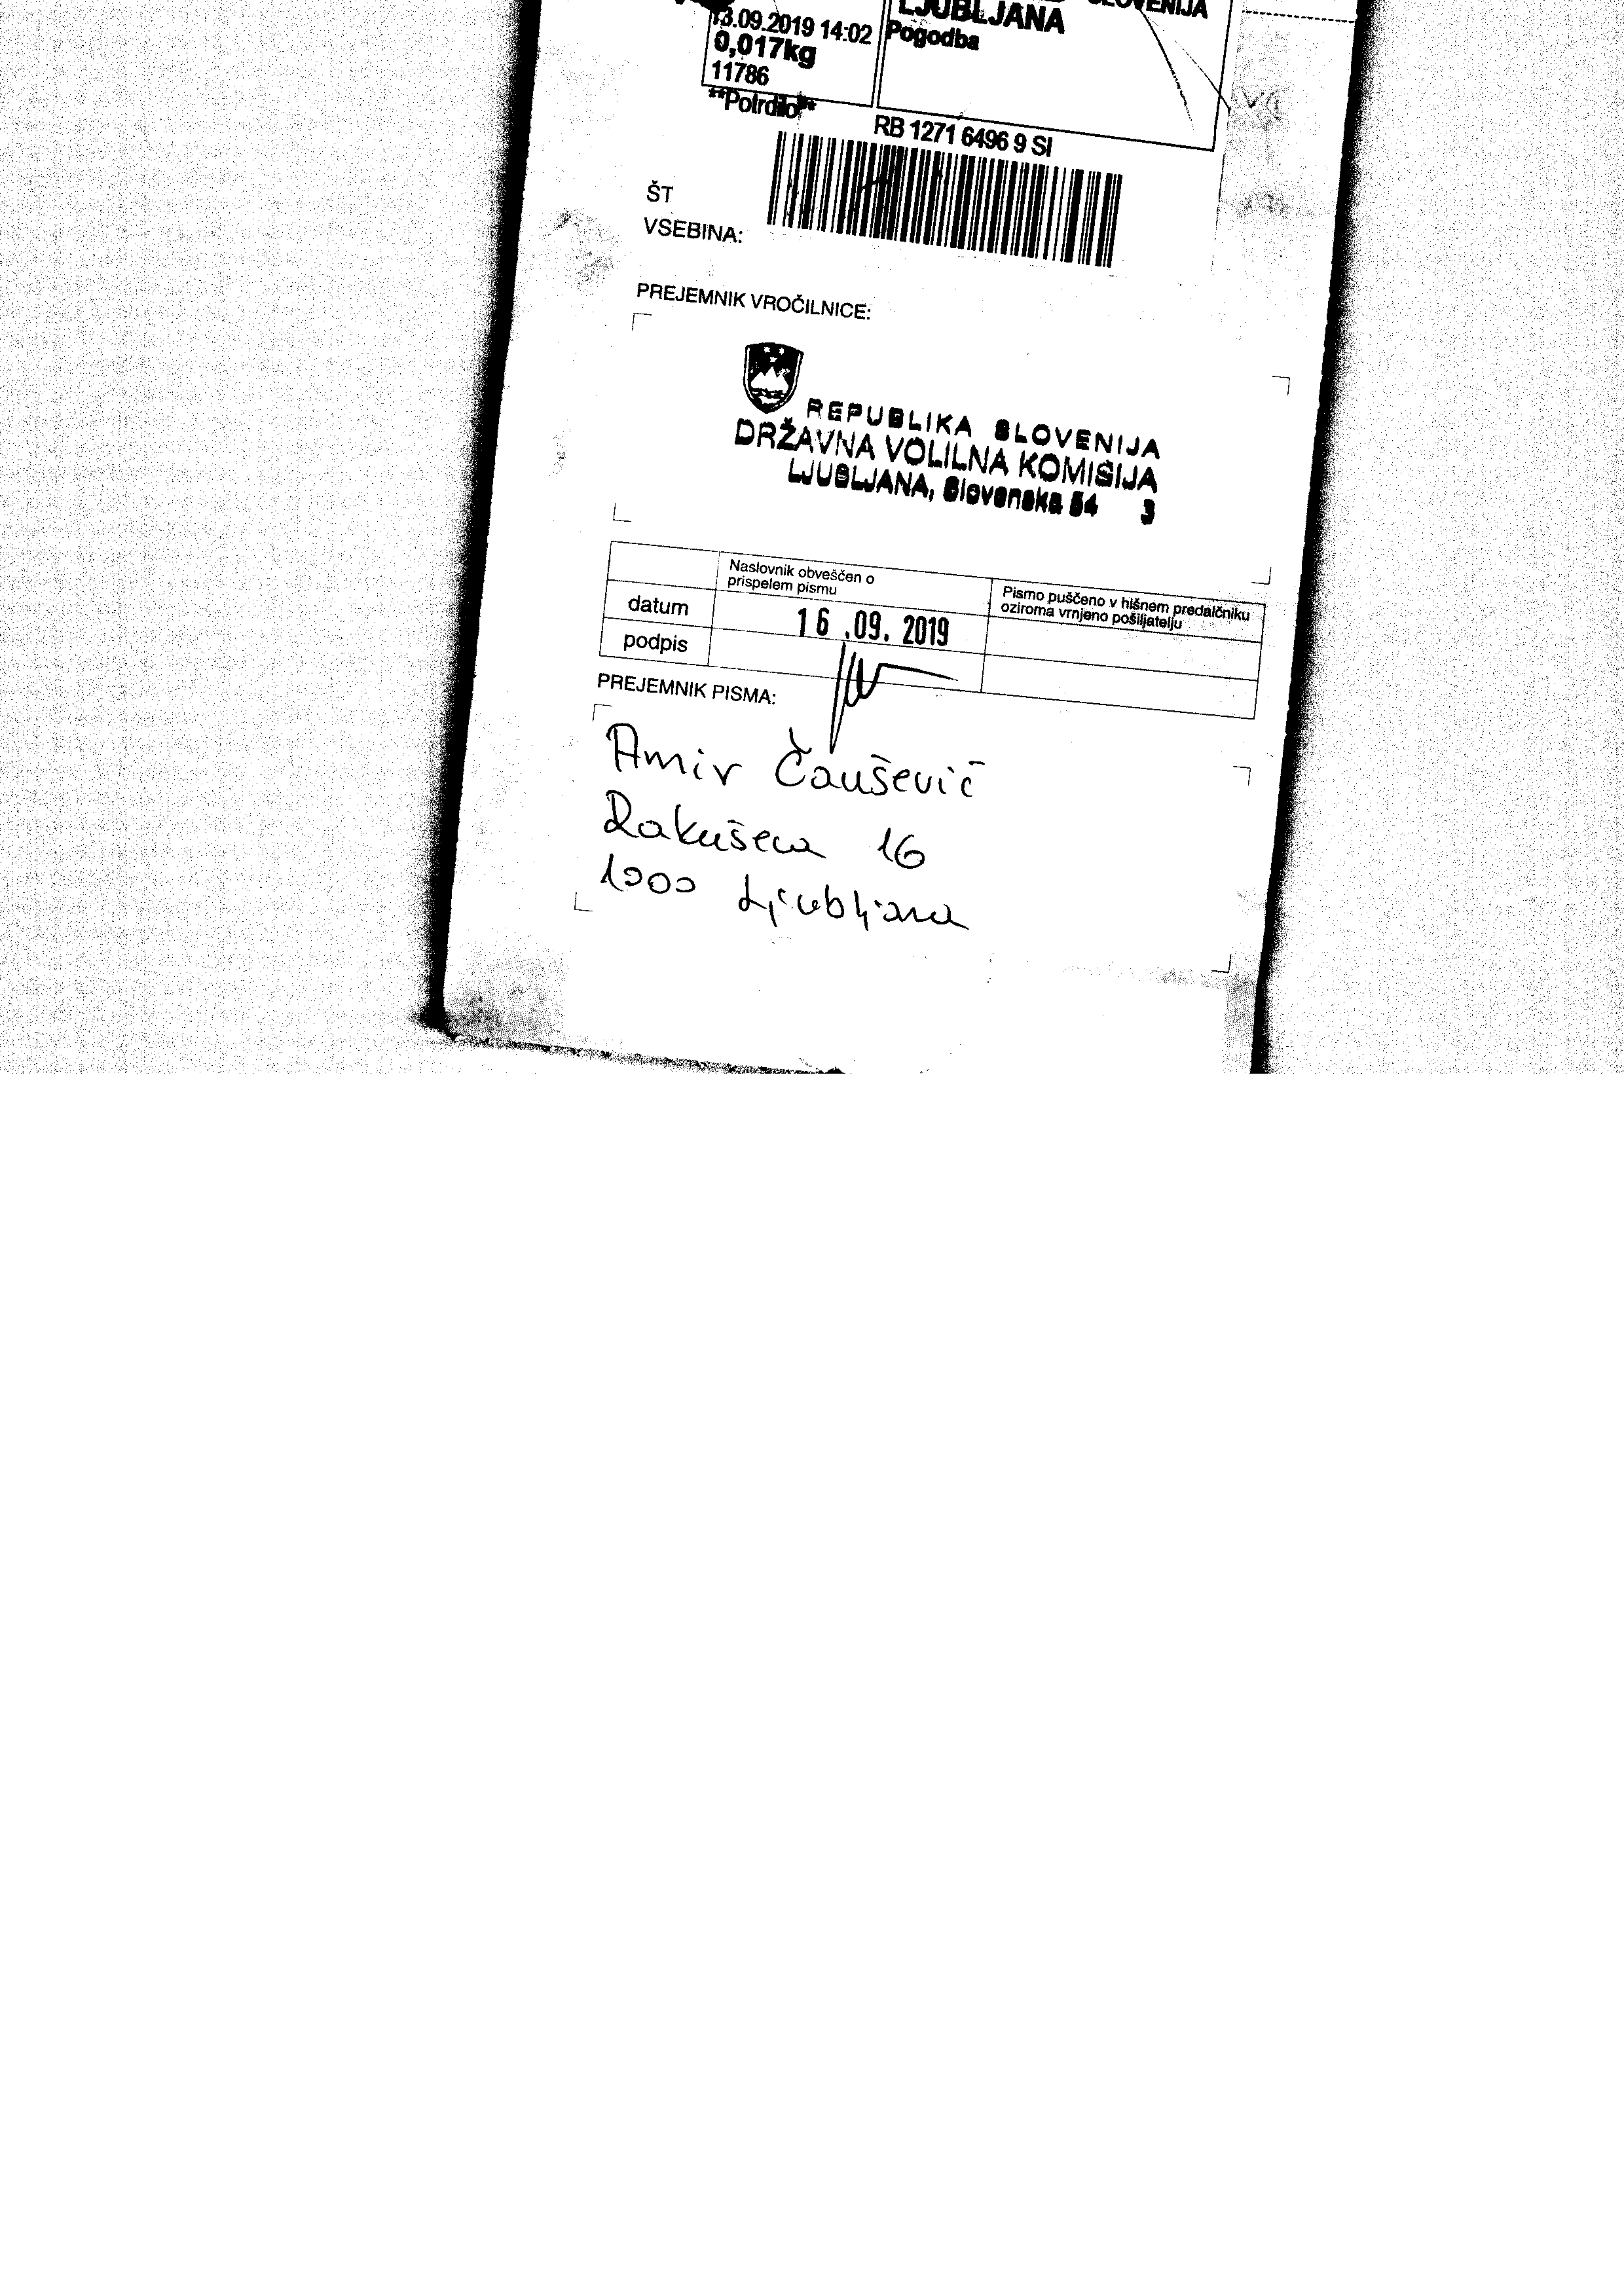 SLOVENIJA
LJUBLJANA
Pogodba
13.09.2019 14:02
0,017kg
11786
**Potrdilo**
RB 1271 6496 9 SI
ŠT
VSEBINA:
PREJEMNIK VROČILNICE:
REPUBLIKA SLOVENIJA
DRŽAVNA VOLILNA KOMISIJA
LJUBLJANA, Slovenska 54 3
Naslovnik obveščen o
prispelem pismu
Pismo puščeno v hišnem predalčniku
oziroma vrnjeno pošiljatelju
datum 16.09.2019
podpis
PREJEMNIK PISMA:
Amir Čaušević
Rakuševa 16
1000 Ljubljana